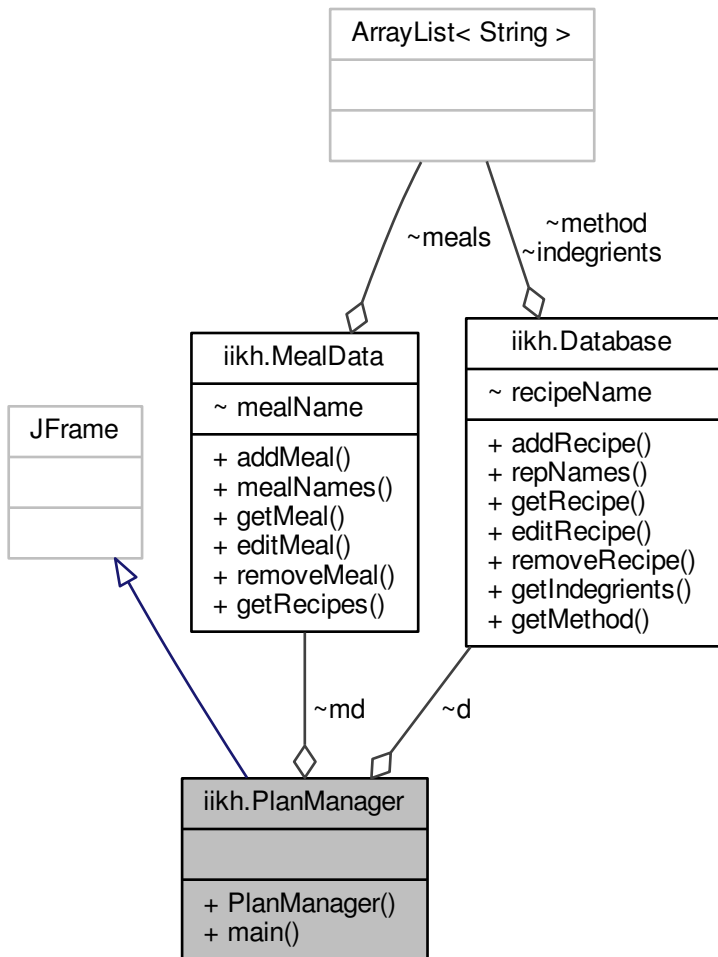 ArrayList< String >
~meals
~method
~indegrients
iikh.MealData
~ mealName
+ addMeal()
+ mealNames()
+ getMeal()
+ editMeal()
+ removeMeal()
+ getRecipes()
iikh.Database
~ recipeName
+ addRecipe()
+ repNames()
+ getRecipe()
+ editRecipe()
+ removeRecipe()
+ getIndegrients()
+ getMethod()
JFrame
~md
~d
iikh.PlanManager
+ PlanManager()
+ main()